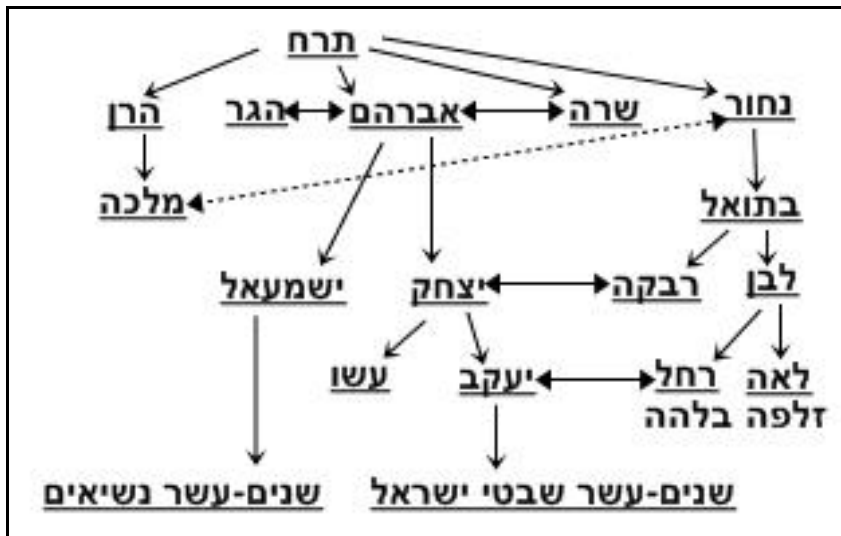 תרח
נחור שרה אברהם הגר הרן
מלכה
בתואל
לבן רבקה יצחק ישמעאל
לאה רחל יעקב עשו
זלפה בלהה
שנים-עשר שבטי ישראל שנים-עשר נשיאים